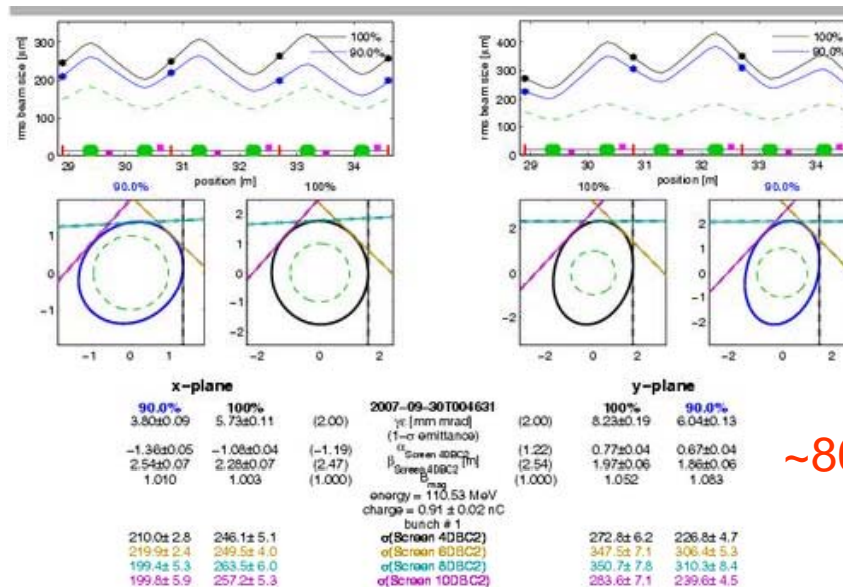 rms beam size [µm]
300
200
100
0
29 30 31 32 33 34
position [m]
100%
90.0%
rms beam size [µm]
400
300
200
100
0
29 30 31 32 33 34
position [m]
100%
90.0%
90.0%
1
0
−1
−1 0 1
100%
2
1
0
−1
−2
−2 0 2
100%
2
0
−2
−2 0 2
90.0%
2
0
−2
−2 0 2
x−plane y−plane
90.0% 100% 2007−09−30T004631 100% 90.0%
3.80±0.09 5.73±0.11 (2.00) γε [mm mrad] (2.00) 8.23±0.19 6.04±0.13
(1−σ emittance)
−1.36±0.05 −1.08±0.04 (−1.19) α Screen 4DBC2 (1.22) 0.77±0.04 0.67±0.04
2.54±0.07 2.28±0.07 (2.47) β Screen 4DBC2 [m] (2.54) 1.97±0.06 1.86±0.06
1.010 1.003 (1.000) B mag (1.000) 1.052 1.083
energy = 110.53 MeV
charge = 0.91 ± 0.02 nC
bunch # 1
210.0± 2.8 246.1± 5.1 σ(Screen 4DBC2) 272.8± 6.2 226.8± 4.7
219.9± 2.4 249.5± 4.0 σ(Screen 6DBC2) 347.5± 7.1 306.4± 5.3
199.4± 5.3 263.5± 6.0 σ(Screen 8DBC2) 350.7± 7.8 310.3± 8.4
199.8± 5.9 257.2± 5.3 σ(Screen 10DBC2) 283.6± 7.1 239.6± 4.5